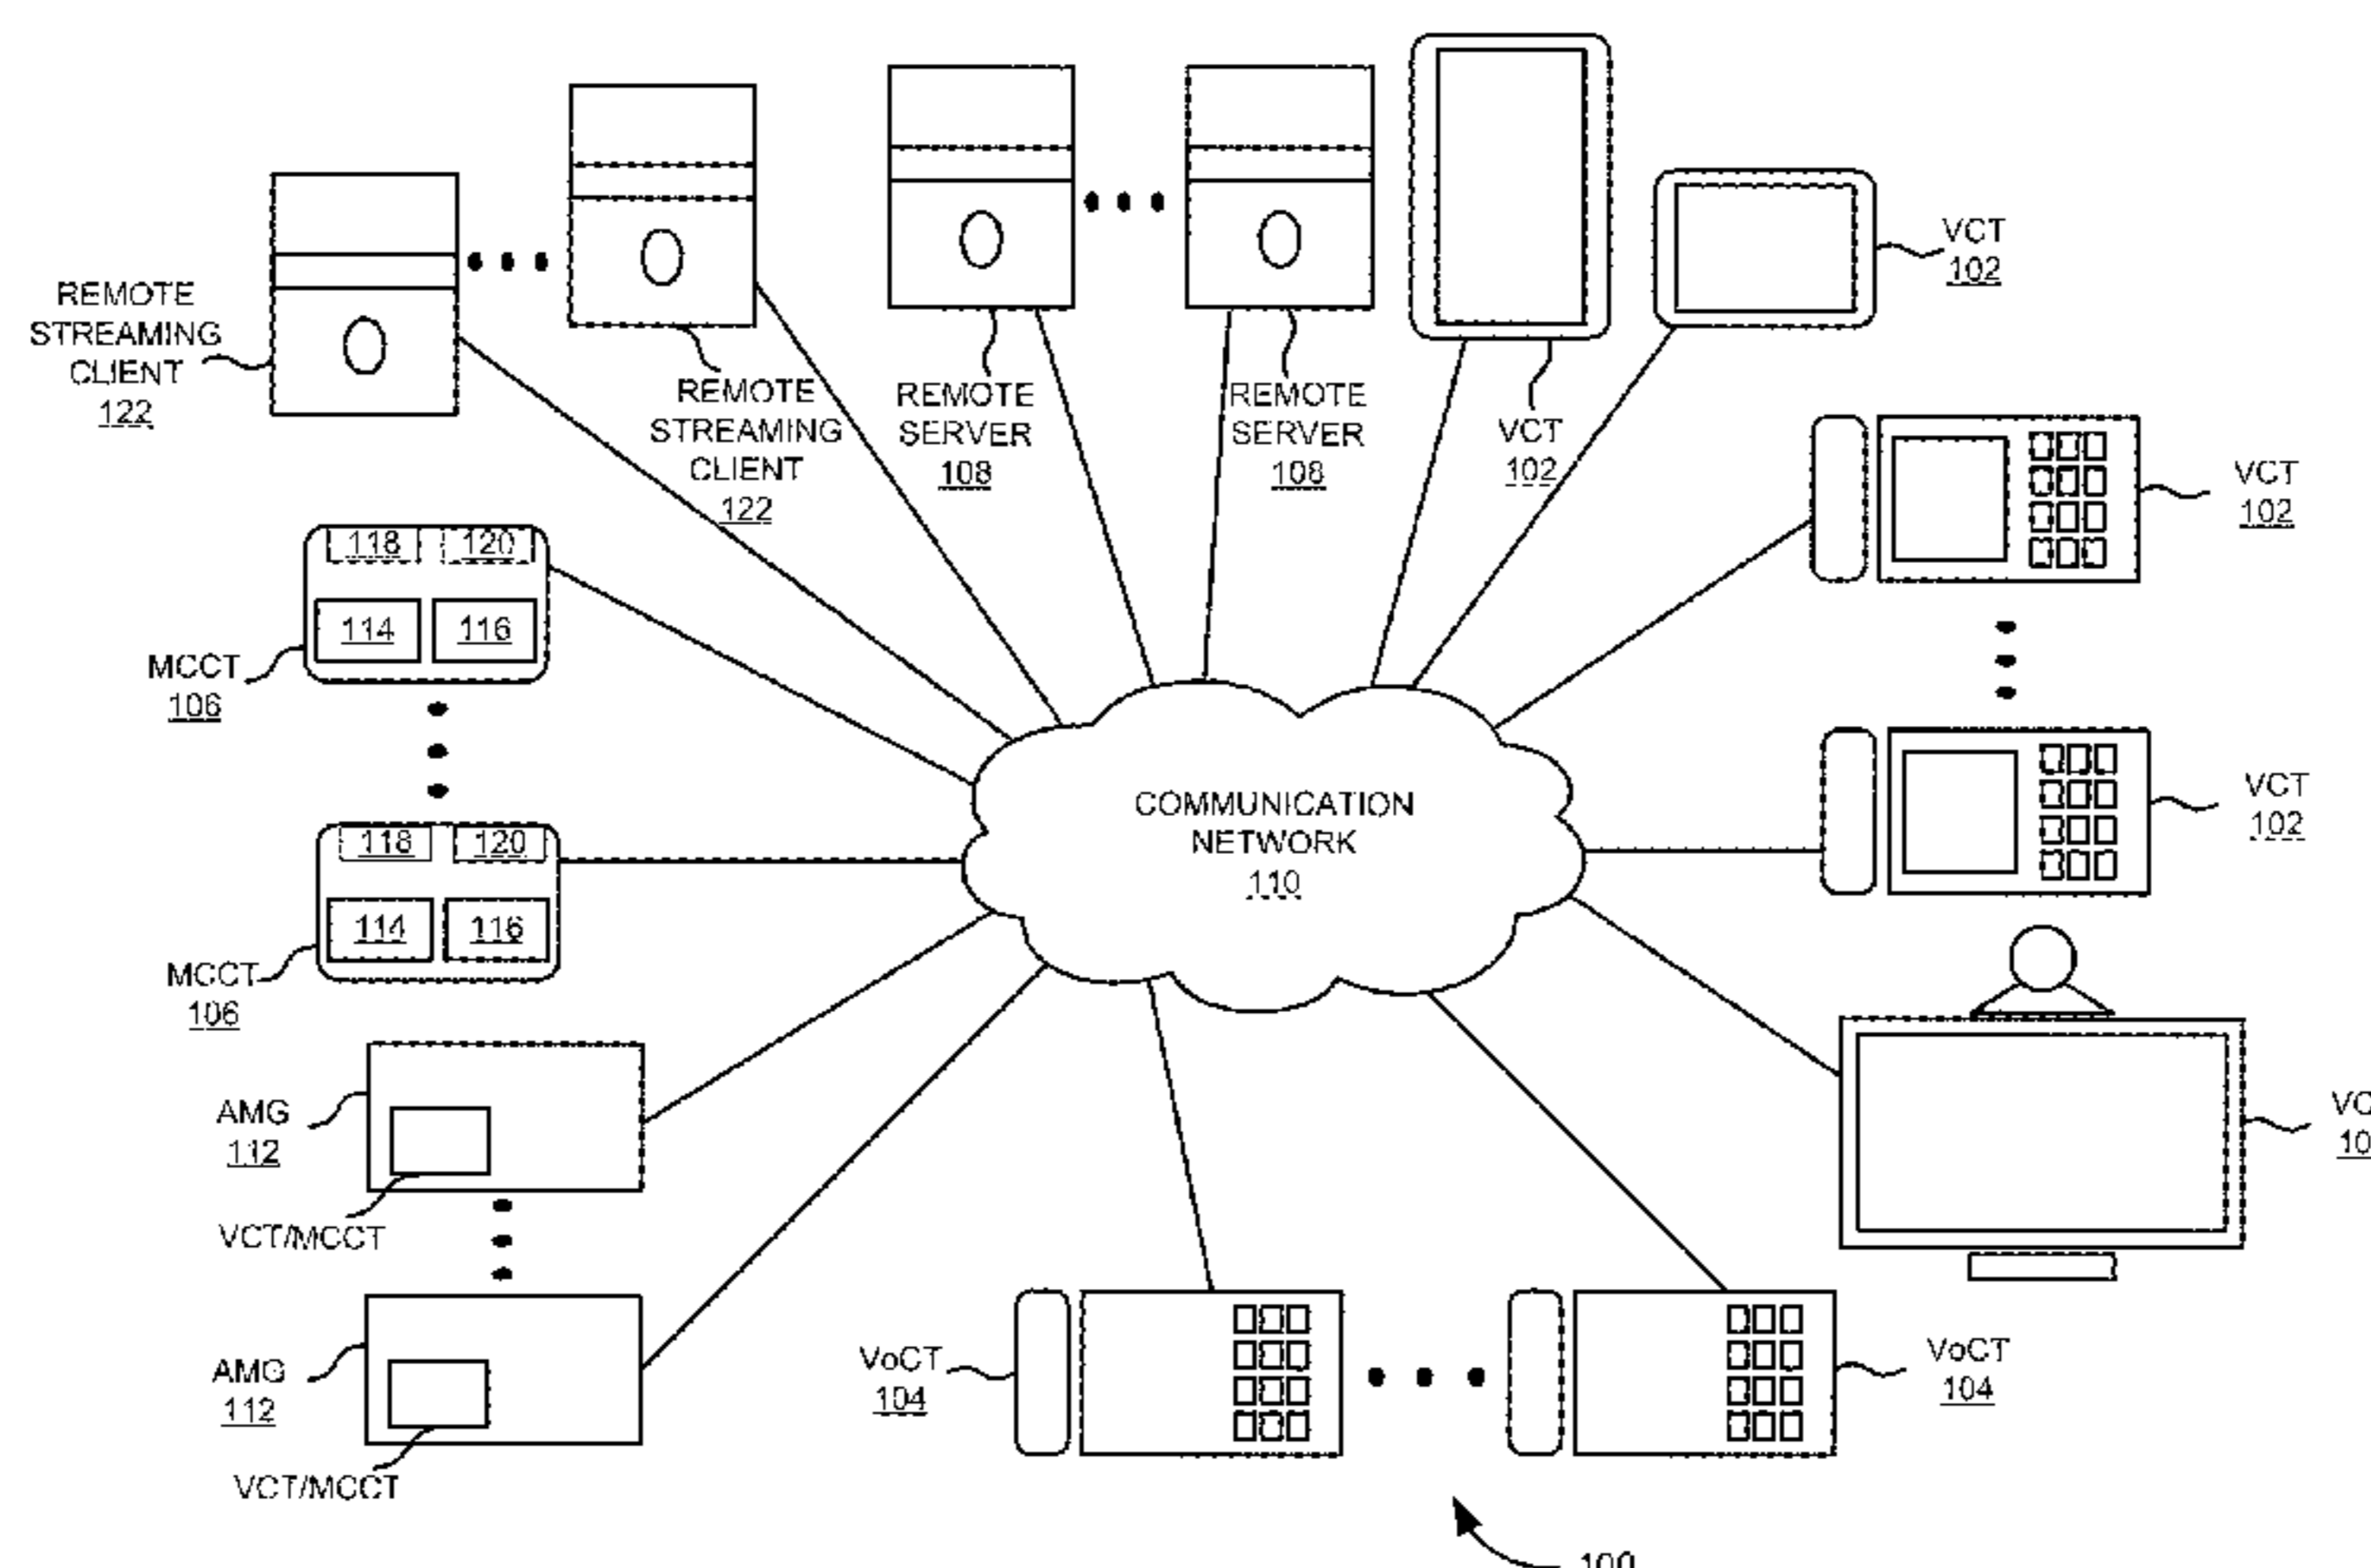 VCT
102
REMOTE
STREAMING
CLIENT
122
REMOTE
STREAMING
CLIENT
122
REMOTE
SERVER
108
REMOTE
SERVER
108
VCT
102
VCT
102
118 120
114 116
MCCT
106
COMMUNICATION
NETWORK
110
VCT
102
118 120
114 116
MCCT
106
AMG
112
VCT/MCCT
VC
10
AMG
112
VCT/MCCT
VoCT
104
VoCT
104
100